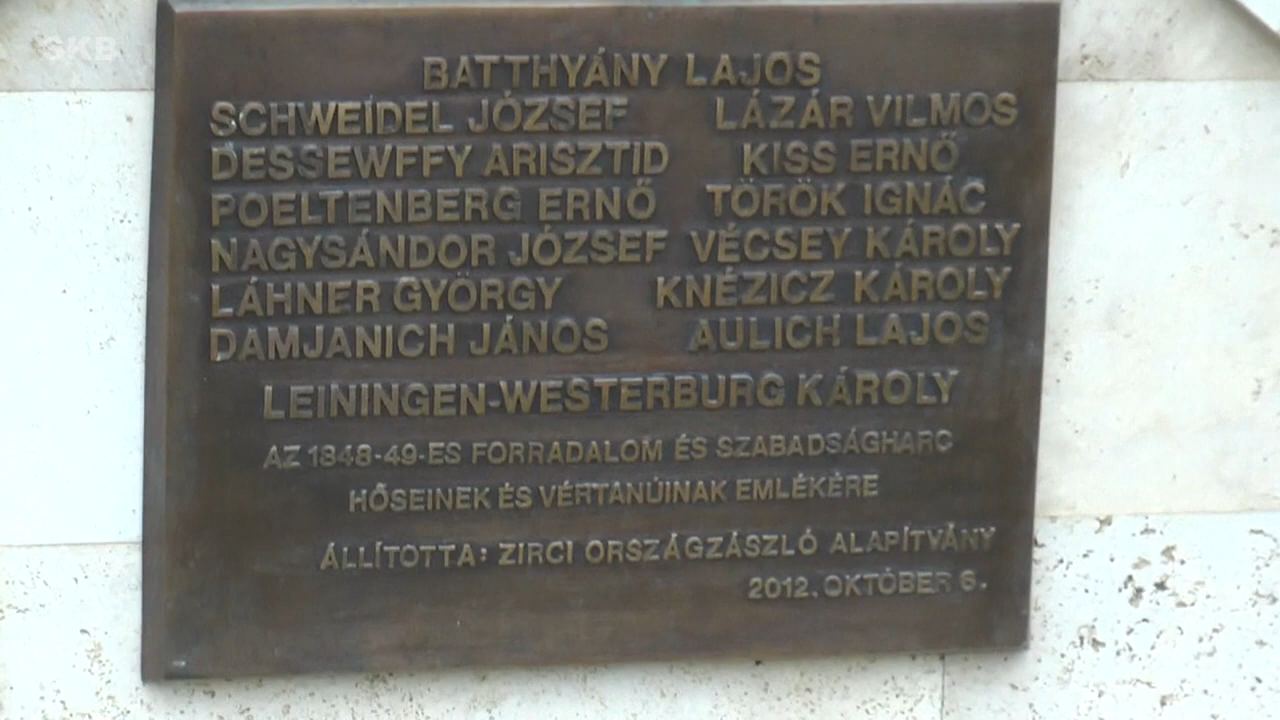 GKB
BATTHYÁNY LAJOS
SCHWEIDEL JÓZSEF LÁZÁR VILMOS
DESSEWFFY ARISZTID KISS ERNŐ
POELTENBERG ERNŐ TÖRÖK IGNÁC
NAGYSÁNDOR JÓZSEF VÉCSEY KÁROLY
LÁHNER GYÖRGY KNÉZICZ KÁROLY
DAMJANICH JÁNOS AULICH LAJOS
LEININGEN-WESTERBURG KÁROLY
AZ 1848-49-ES FORRADALOM ÉS SZABADSÁGHARC
HŐSEINEK ÉS VÉRTANÚINAK EMLÉKÉRE
ÁLLÍTOTTA: ZIRCI ORSZÁGZÁSZLÓ ALAPÍTVÁNY
2012. OKTÓBER 6.